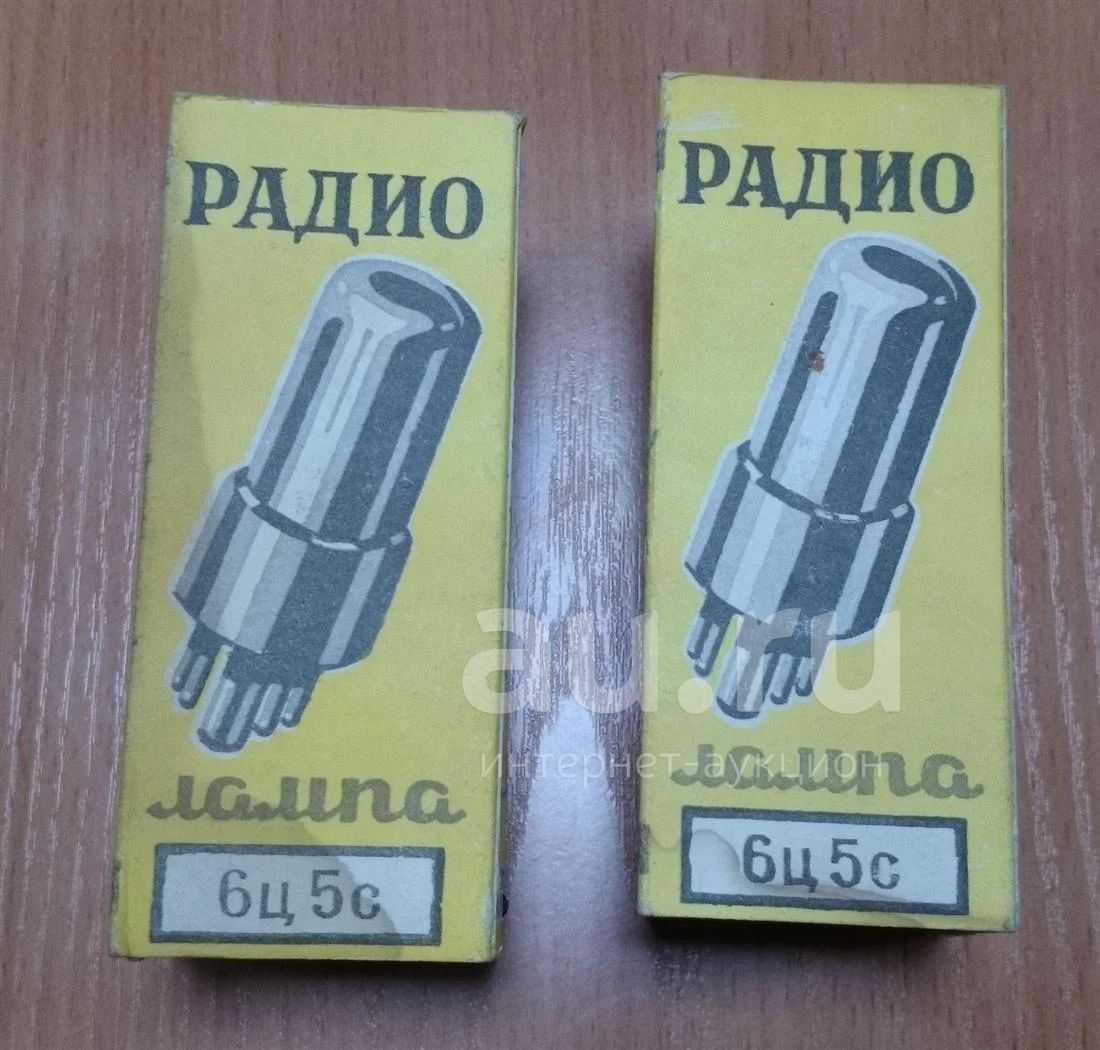 РАДИО
лампа
6ц5с
РАДИО
лампа
6ц5с
au.ru
интернет-аукцион